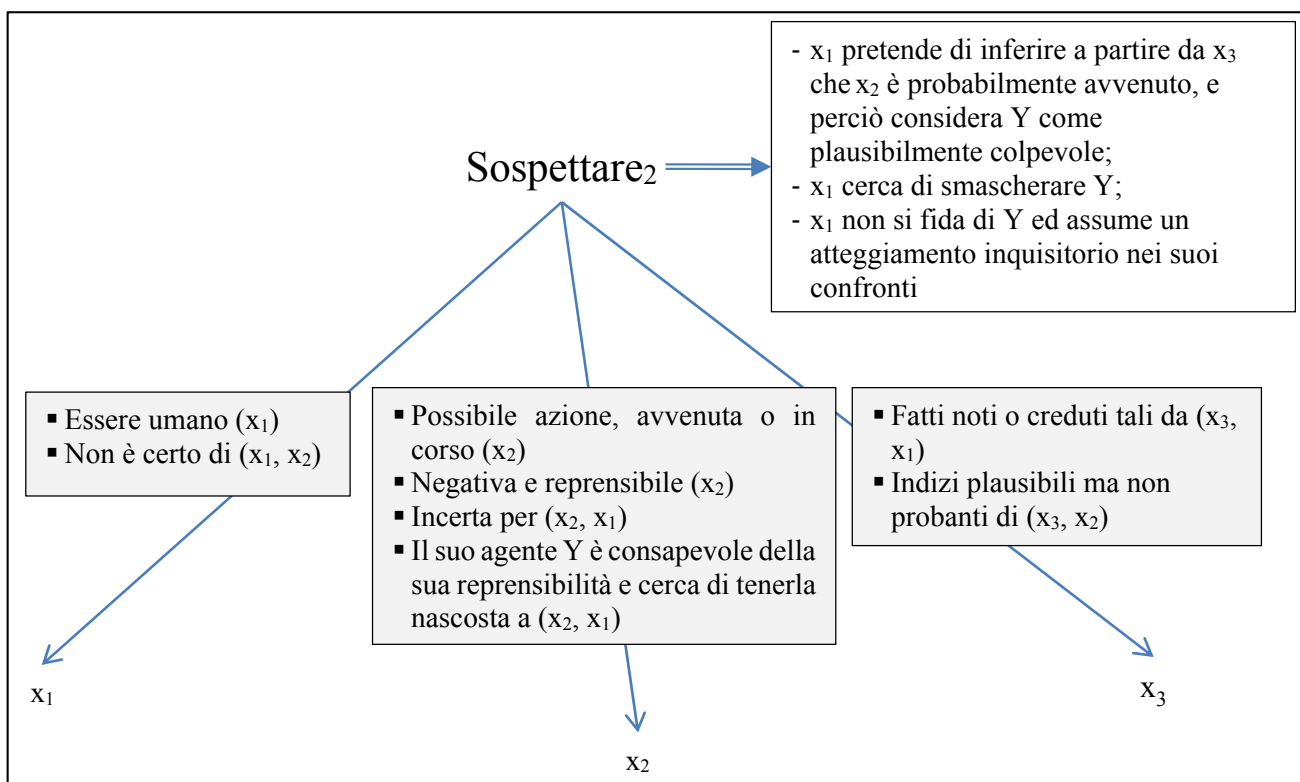 - x₁ pretende di inferire a partire da x₃
che x₂ è probabilmente avvenuto, e
perciò considera Y come
plausibilmente colpevole;
- x₁ cerca di smascherare Y;
- x₁ non si fida di Y ed assume un
atteggiamento inquisitorio nei suoi
confronti
Sospettare₂
▪ Essere umano (x₁)
▪ Non è certo di (x₁, x₂)
▪ Possibile azione, avvenuta o in
corso (x₂)
▪ Negativa e reprensibile (x₂)
▪ Incerta per (x₂, x₁)
▪ Il suo agente Y è consapevole della
sua reprensibilità e cerca di tenerla
nascosta a (x₂, x₁)
▪ Fatti noti o creduti tali da (x₃,
x₁)
▪ Indizi plausibili ma non
probanti di (x₃, x₂)
x₁
x₂
x₃